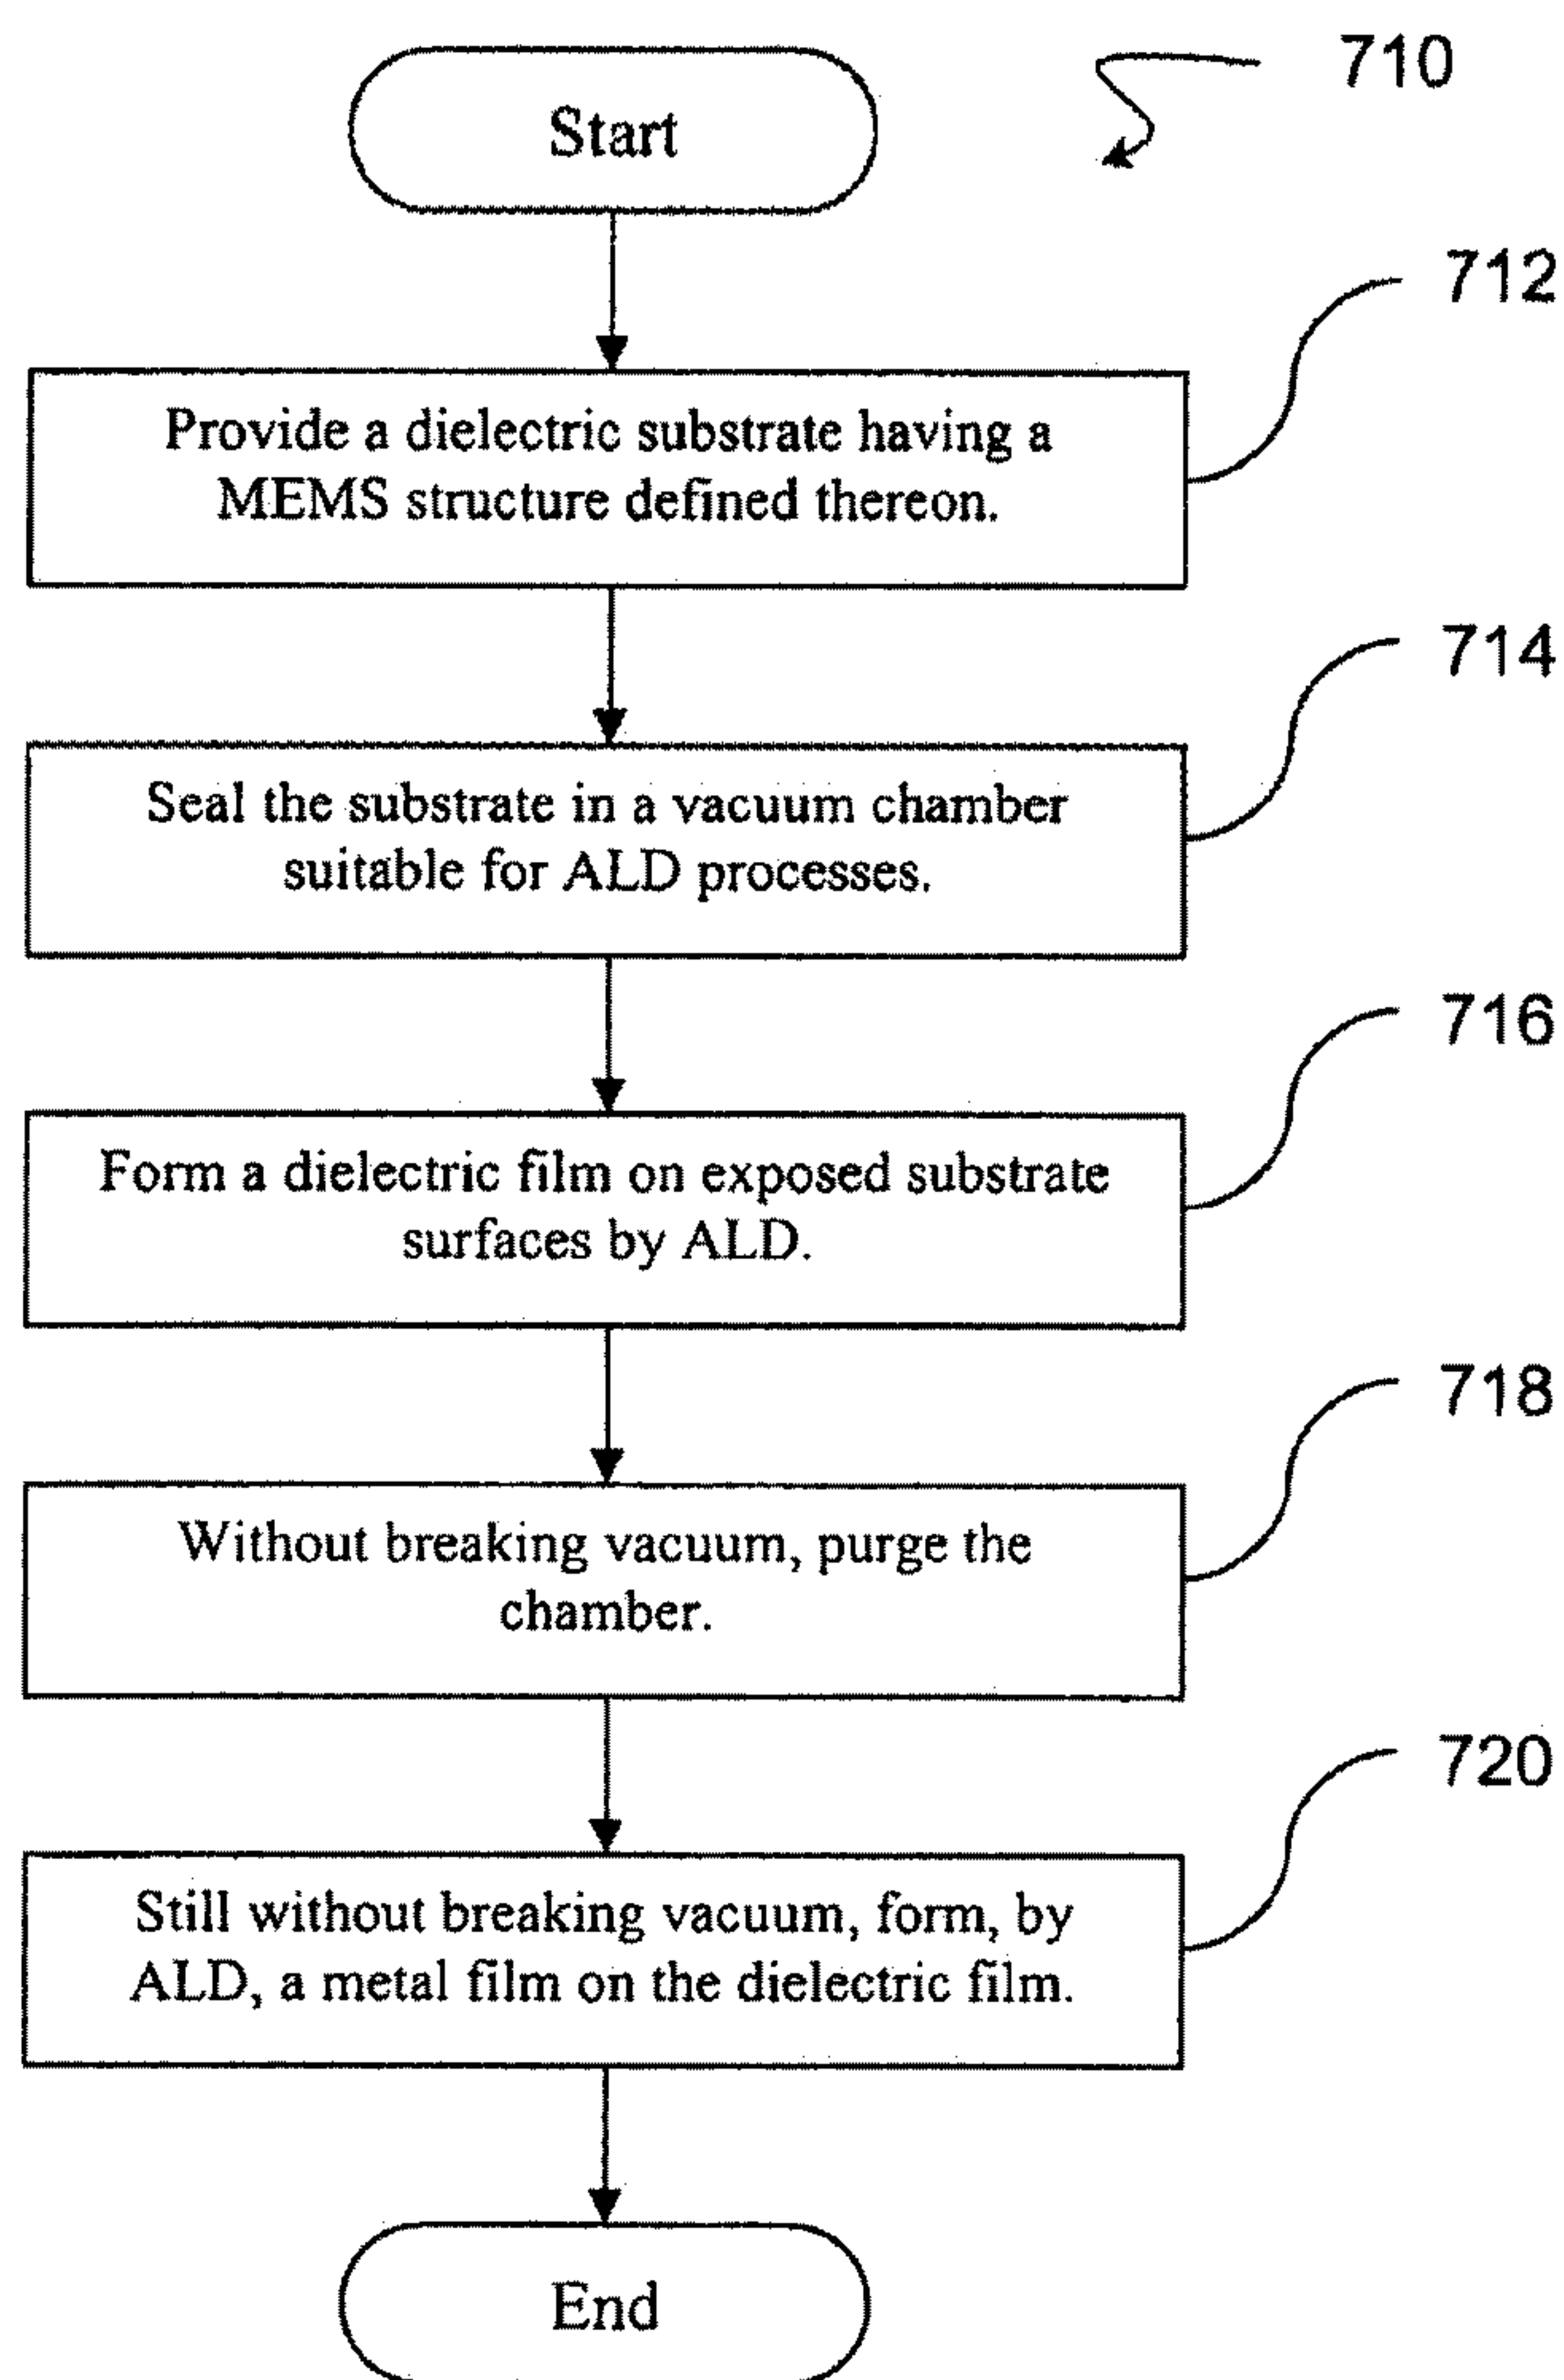 710
Start
712
Provide a dielectric substrate having a
MEMS structure defined thereon.
714
Seal the substrate in a vacuum chamber
suitable for ALD processes.
716
Form a dielectric film on exposed substrate
surfaces by ALD.
718
Without breaking vacuum, purge the
chamber.
720
Still without breaking vacuum, form, by
ALD, a metal film on the dielectric film.
End